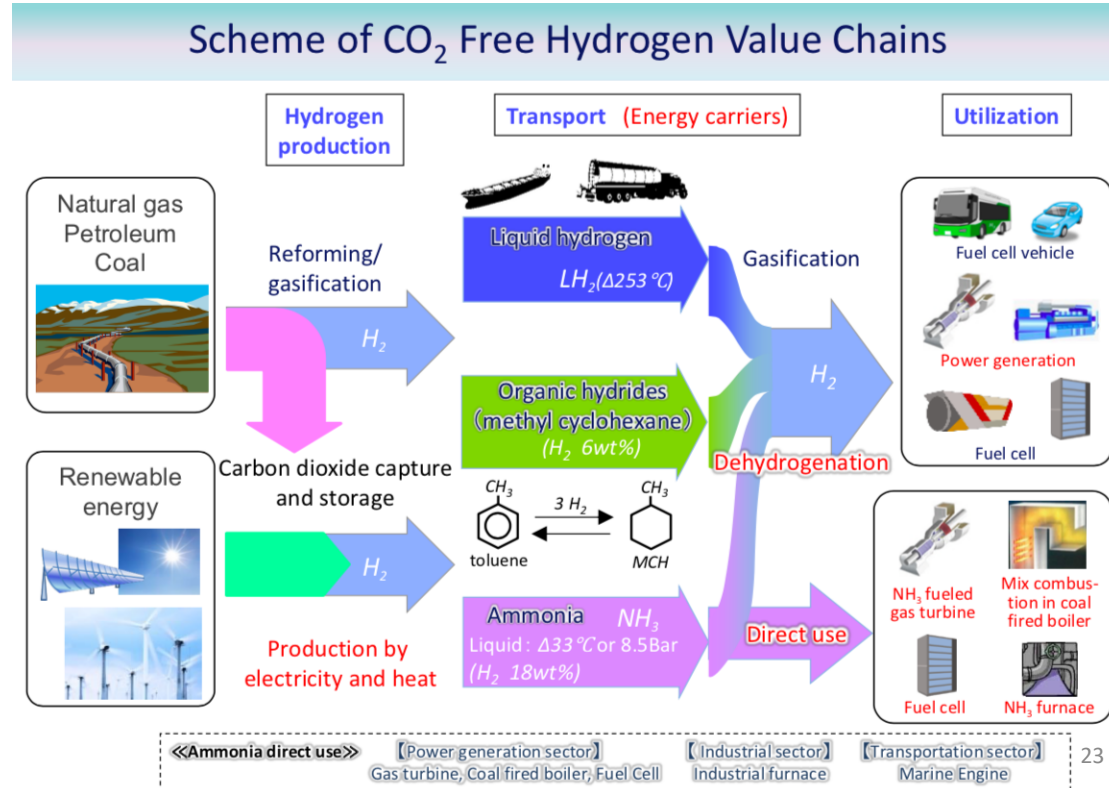 Scheme of CO₂ Free Hydrogen Value Chains
Hydrogen
production
Transport (Energy carriers)
Utilization
Natural gas
Petroleum
Coal
Reforming/
gasification
H₂
Carbon dioxide capture
and storage
Renewable
energy
H₂
Production by
electricity and heat
Liquid hydrogen
LH₂(Δ253℃)
Organic hydrides
(methyl cyclohexane)
(H₂ 6wt%)
CH₃
3 H₂
CH₃
toluene
MCH
Ammonia NH₃
Liquid : Δ33℃ or 8.5Bar
(H₂ 18wt%)
Gasification
H₂
Dehydrogenation
Direct use
Fuel cell vehicle
Power generation
Fuel cell
NH₃ fueled
gas turbine
Mix combus-
tion in coal
fired boiler
Fuel cell
NH₃ furnace
≪Ammonia direct use≫
【Power generation sector】
Gas turbine, Coal fired boiler, Fuel Cell
【Industrial sector】
Industrial furnace
【Transportation sector】
Marine Engine
23